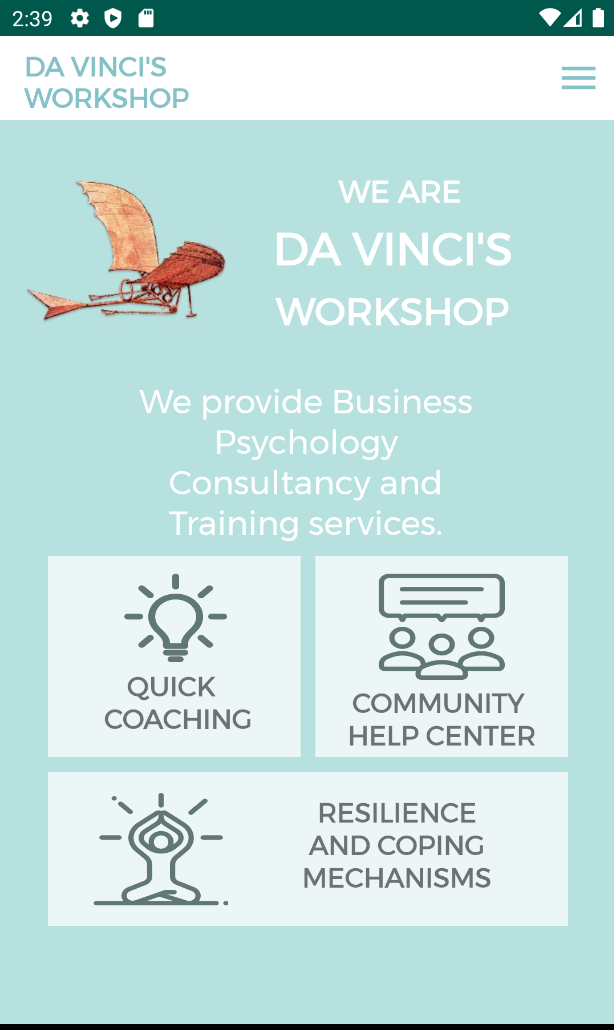 2:39
DA VINCI'S
WORKSHOP
WE ARE
DA VINCI'S
WORKSHOP
We provide Business
Psychology
Consultancy and
Training services.
QUICK
COACHING
COMMUNITY
HELP CENTER
RESILIENCE
AND COPING
MECHANISMS